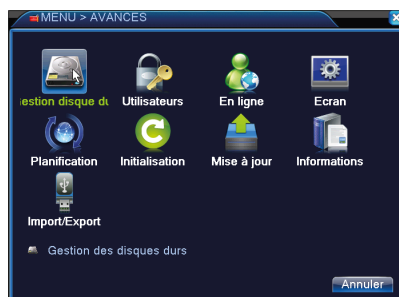 MENU > AVANCES
estion disque du Utilisateurs En ligne Ecran
Planification Initialisation Mise à jour Informations
Import/Export
Gestion des disques durs
Annuler